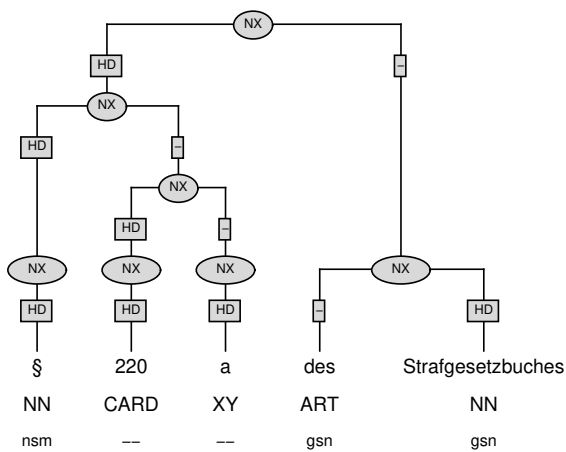 NX
HD –
NX
HD –
NX
HD –
NX NX NX NX
HD HD HD – HD
§ 220 a des Strafgesetzbuches
NN CARD XY ART NN
nsm –– –– gsn gsn